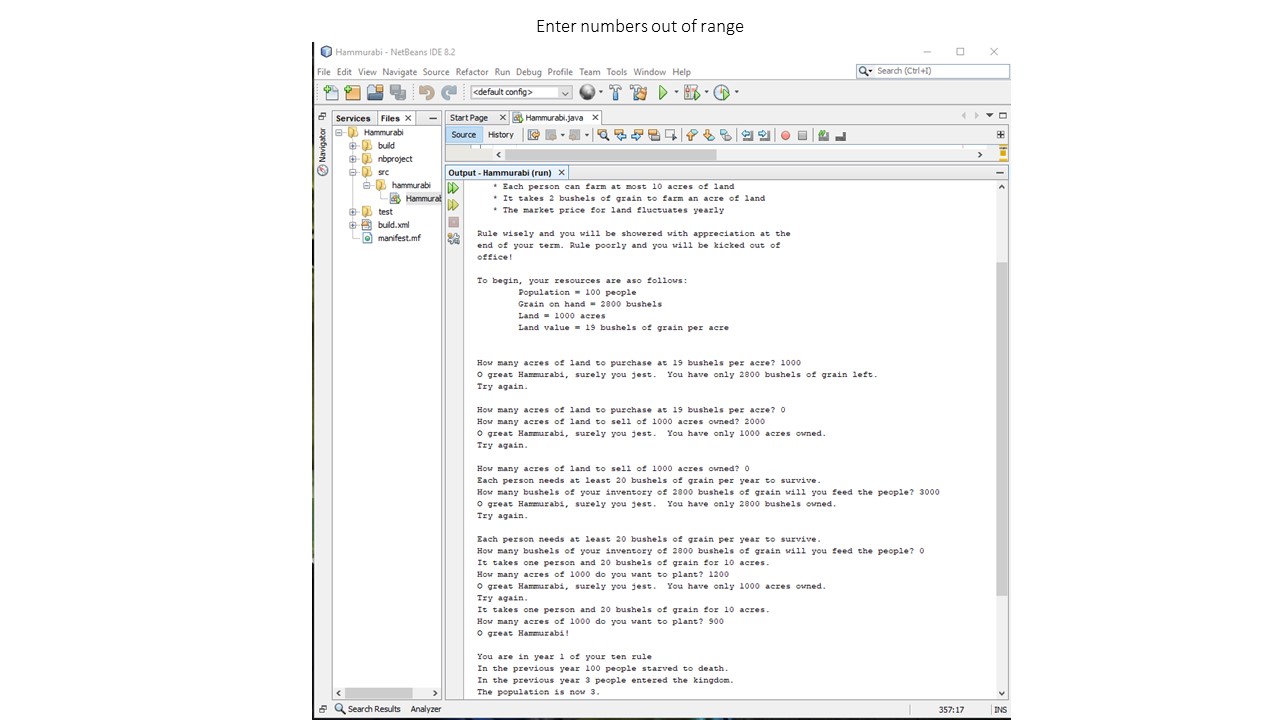 Enter numbers out of range
Hammurabi - NetBeans IDE 8.2
File Edit View Navigate Source Refactor Run Debug Profile Team Tools Window Help
Search (Ctrl+I)
<default config>
Services Files
Start Page Hammurabi.java
Source History
Navigator
Hammurabi
build
nbproject
src
hammurabi
Hammurab
test
build.xml
manifest.mf
Output - Hammurabi (run)
* Each person can farm at most 10 acres of land
* It takes 2 bushels of grain to farm an acre of land
* The market price for land fluctuates yearly
Rule wisely and you will be showered with appreciation at the
end of your term. Rule poorly and you will be kicked out of
office!
To begin, your resources are aso follows:
Population = 100 people
Grain on hand = 2800 bushels
Land = 1000 acres
Land value = 19 bushels of grain per acre
How many acres of land to purchase at 19 bushels per acre? 1000
O great Hammurabi, surely you jest.  You have only 2800 bushels of grain left.
Try again.
How many acres of land to purchase at 19 bushels per acre? 0
How many acres of land to sell of 1000 acres owned? 2000
O great Hammurabi, surely you jest.  You have only 1000 acres owned.
Try again.
How many acres of land to sell of 1000 acres owned? 0
Each person needs at least 20 bushels of grain per year to survive.
How many bushels of your inventory of 2800 bushels of grain will you feed the people? 3000
O great Hammurabi, surely you jest.  You have only 2800 bushels owned.
Try again.
Each person needs at least 20 bushels of grain per year to survive.
How many bushels of your inventory of 2800 bushels of grain will you feed the people? 0
It takes one person and 20 bushels of grain for 10 acres.
How many acres of 1000 do you want to plant? 1200
O great Hammurabi, surely you jest.  You have only 1000 acres owned.
Try again.
It takes one person and 20 bushels of grain for 10 acres.
How many acres of 1000 do you want to plant? 900
O great Hammurabi!
You are in year 1 of your ten rule
In the previous year 100 people starved to death.
In the previous year 3 people entered the kingdom.
The population is now 3.
Search Results Analyzer
357:17 INS